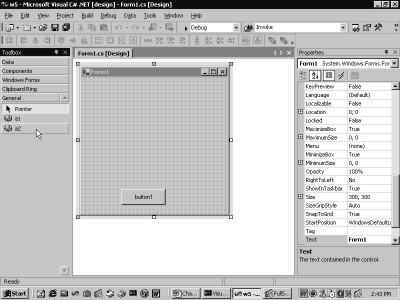 w5 - Microsoft Visual C# .NET [design] - Form1.cs [Design]
File Edit View Project Build Debug Data Tools Window Help
Debug
Invoke
Toolbox
Data
Components
Windows Forms
Clipboard Ring
General
Pointer
a1
a2
Form1.cs [Design]
Form1
button1
Properties
Form1 System.Windows.Forms.For
KeyPreview False
Language (Default)
Localizable False
Location 0, 0
Locked False
MaximizeBox True
MaximumSize 0, 0
Menu (none)
MinimizeBox True
MinimumSize 0, 0
Opacity 100%
RightToLeft No
ShowInTaskbar True
Size 300, 300
SizeGripStyle Auto
SnapToGrid True
StartPosition WindowsDefaultL
Tag
Text Form1
Text
The text contained in the control.
Ready
Start
Cha...
Visu...
w5 - ...
FullS...
2:43 PM